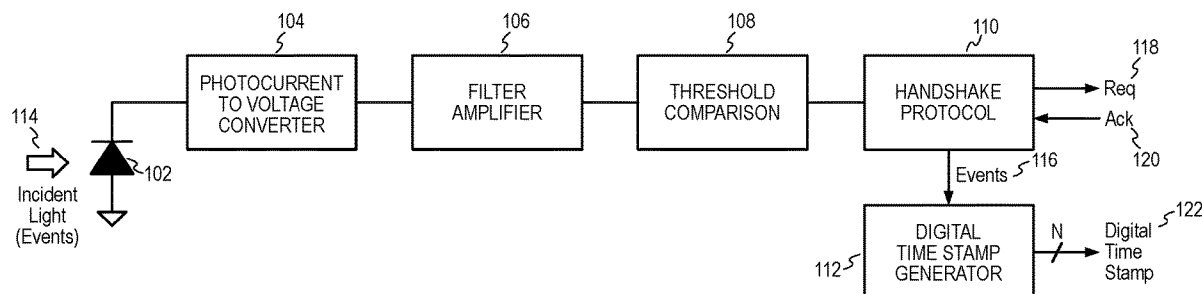 104
106
108
110
PHOTOCURRENT
TO VOLTAGE
CONVERTER
FILTER
AMPLIFIER
THRESHOLD
COMPARISON
HANDSHAKE
PROTOCOL
118
Req
Ack
120
114
102
Incident
Light
(Events)
Events
116
112
DIGITAL
TIME STAMP
GENERATOR
N
Digital
Time
Stamp
122